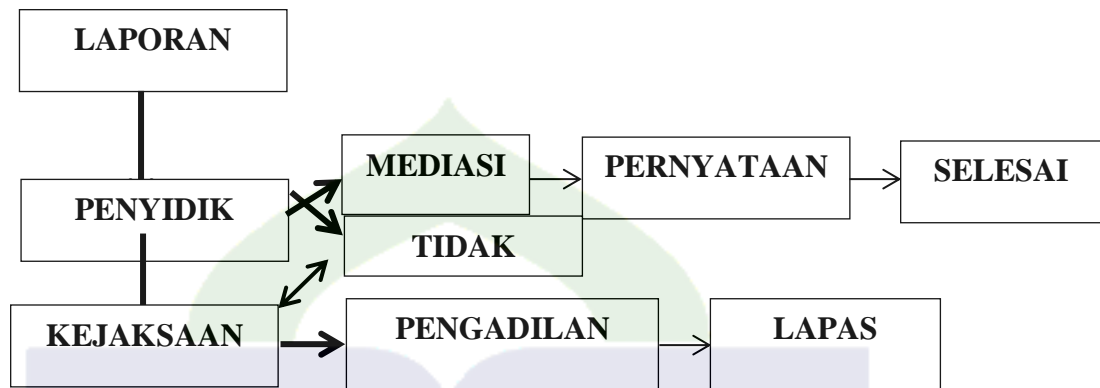 LAPORAN
MEDIASI
PERNYATAAN
SELESAI
PENYIDIK
TIDAK
KEJAKSAAN
PENGADILAN
LAPAS